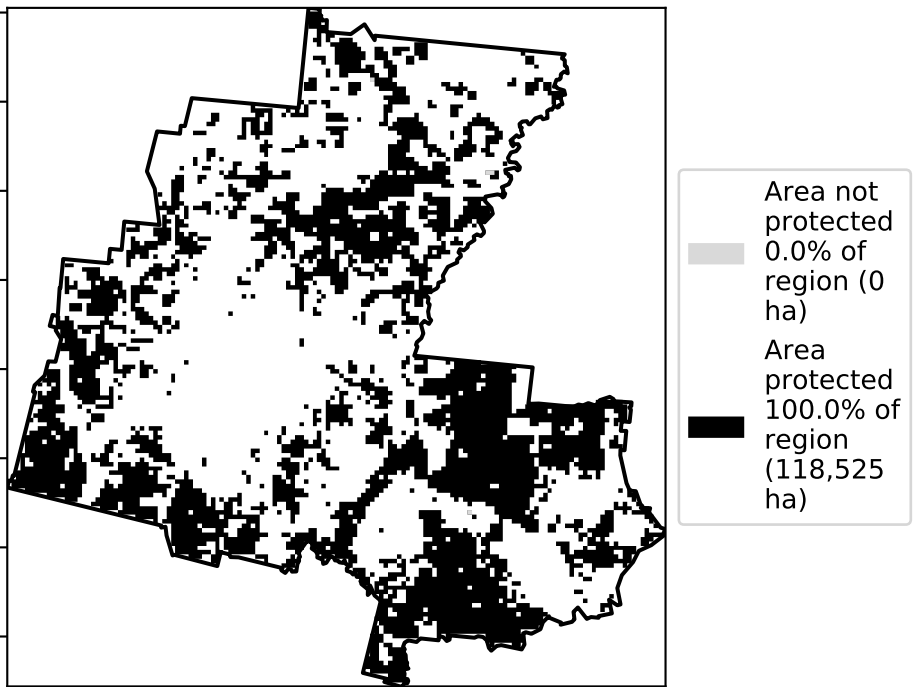 Area not
protected
0.0% of
region (0
ha)
Area
protected
100.0% of
region
(118,525
ha)